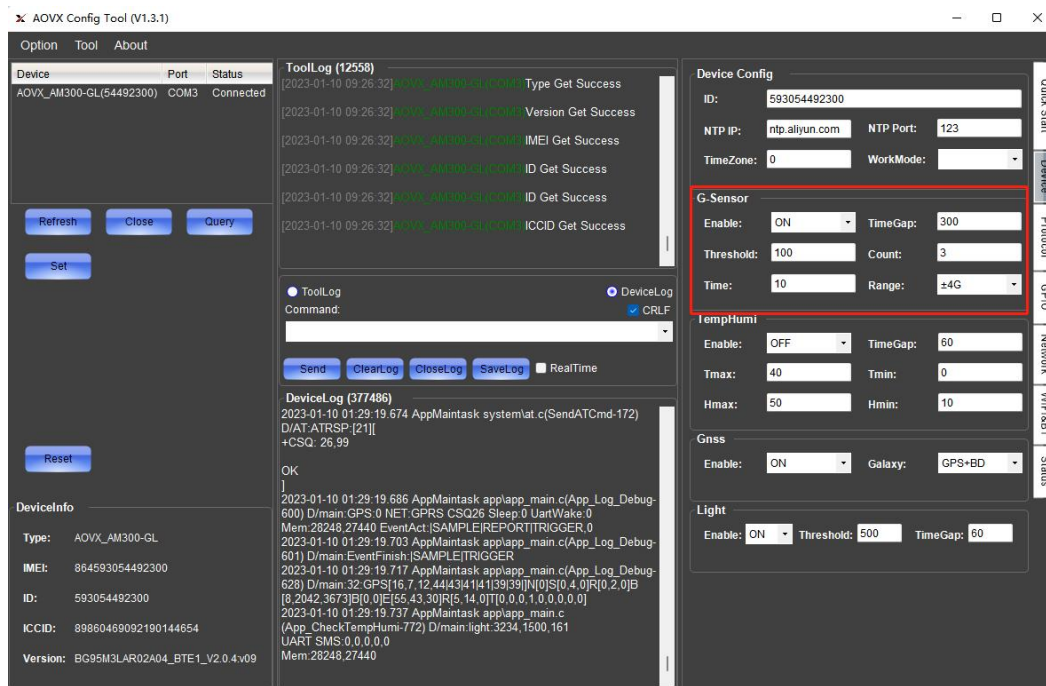 AOVX Config Tool (V1.3.1)
Option Tool About
Device Port Status
AOVX_AM300-GL(54492300) COM3 Connected
Refresh Close Query
Set
Reset
DeviceInfo
Type: AOVX_AM300-GL
IMEI: 864593054492300
ID: 593054492300
ICCID: 89860469092190144654
Version: BG95M3LAR02A04_BTE1_V2.0.4:v09
ToolLog (12558)
[2023-01-10 09:26:32]AOVX_AM300-GL(COM3)Type Get Success
[2023-01-10 09:26:32]AOVX_AM300-GL(COM3)Version Get Success
[2023-01-10 09:26:32]AOVX_AM300-GL(COM3)IMEI Get Success
[2023-01-10 09:26:32]AOVX_AM300-GL(COM3)ID Get Success
[2023-01-10 09:26:32]AOVX_AM300-GL(COM3)ID Get Success
[2023-01-10 09:26:32]AOVX_AM300-GL(COM3)ICCID Get Success
ToolLog DeviceLog
Command: CRLF
Send ClearLog CloseLog SaveLog RealTime
DeviceLog (377486)
2023-01-10 01:29:19.674 AppMaintask system\at.c(SendATCmd-172)
D/AT:ATRSP:[21][
+CSQ: 26,99
OK
]
2023-01-10 01:29:19.686 AppMaintask app\app_main.c(App_Log_Debug-
600) D/main:GPS:0 NET:GPRS CSQ26 Sleep:0 UartWake:0
Mem:28248,27440 EventAct:|SAMPLE|REPORT|TRIGGER,0
2023-01-10 01:29:19.703 AppMaintask app\app_main.c(App_Log_Debug-
601) D/main:EventFinish:|SAMPLE|TRIGGER
2023-01-10 01:29:19.717 AppMaintask app\app_main.c(App_Log_Debug-
628) D/main:32:GPS[16,7,12,44|43|41|41|39|39|]N[0]S[0,4,0]R[0,2,0]B
[8,2042,3673]B[0,0]E[55,43,30]R[5,14,0]T[0,0,0,1,0,0,0,0,0]
2023-01-10 01:29:19.737 AppMaintask app\app_main.c
(App_CheckTempHumi-772) D/main:light:3234,1500,161
UART SMS:0,0,0,0,0
Mem:28248,27440
Device Config
ID: 593054492300
NTP IP: ntp.aliyun.com NTP Port: 123
TimeZone: 0 WorkMode:
G-Sensor
Enable: ON TimeGap: 300
Threshold: 100 Count: 3
Time: 10 Range: ±4G
TempHumi
Enable: OFF TimeGap: 60
Tmax: 40 Tmin: 0
Hmax: 50 Hmin: 10
Gnss
Enable: ON Galaxy: GPS+BD
Light
Enable: ON Threshold: 500 TimeGap: 60
Quick Start
Device
Protocol
GPIO
Network
WIFI&BT
Status